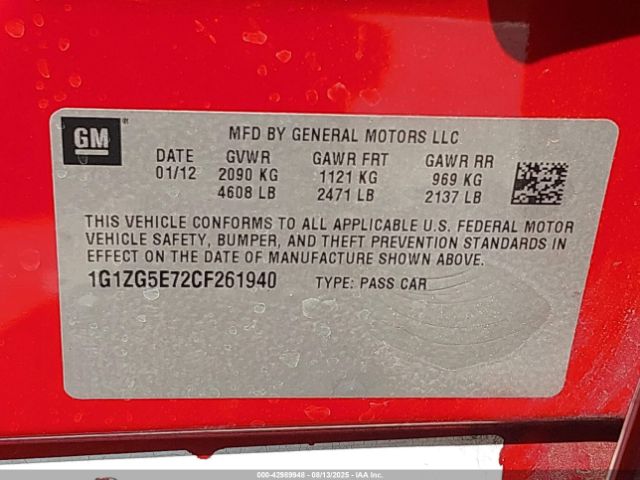 GM
MFD BY GENERAL MOTORS LLC
DATE GVWR GAWR FRT GAWR RR
01/12 2090 KG 1121 KG 969 KG
4608 LB 2471 LB 2137 LB
THIS VEHICLE CONFORMS TO ALL APPLICABLE U.S. FEDERAL MOTOR
VEHICLE SAFETY, BUMPER, AND THEFT PREVENTION STANDARDS IN
EFFECT ON THE DATE OF MANUFACTURE SHOWN ABOVE.
1G1ZG5E72CF261940 TYPE: PASS CAR
000-42989948 - 08/13/2025 - IAAI.COM